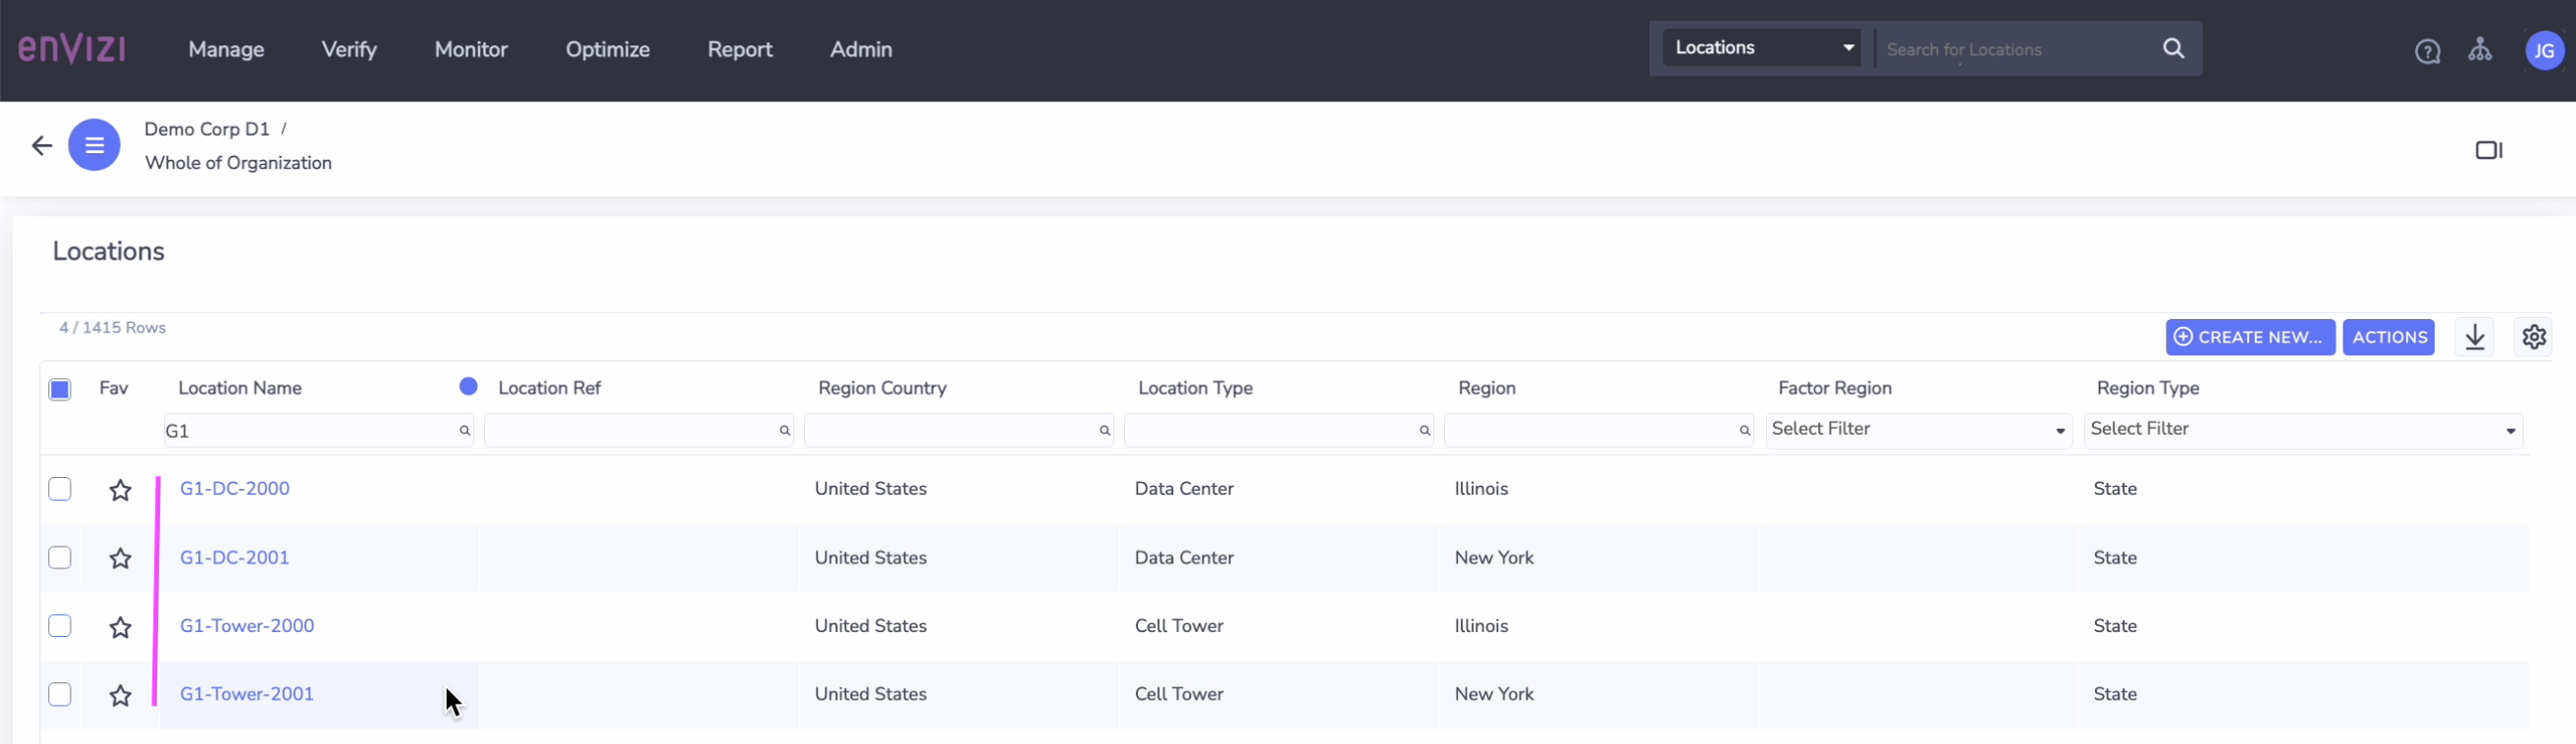 enVIZI Manage Verify Monitor Optimize Report Admin Locations Search for Locations JG
Demo Corp D1 /
Whole of Organization
Locations
4 / 1415 Rows
CREATE NEW... ACTIONS
Fav Location Name Location Ref Region Country Location Type Region Factor Region Region Type
G1 Select Filter Select Filter
G1-DC-2000 United States Data Center Illinois State
G1-DC-2001 United States Data Center New York State
G1-Tower-2000 United States Cell Tower Illinois State
G1-Tower-2001 United States Cell Tower New York State